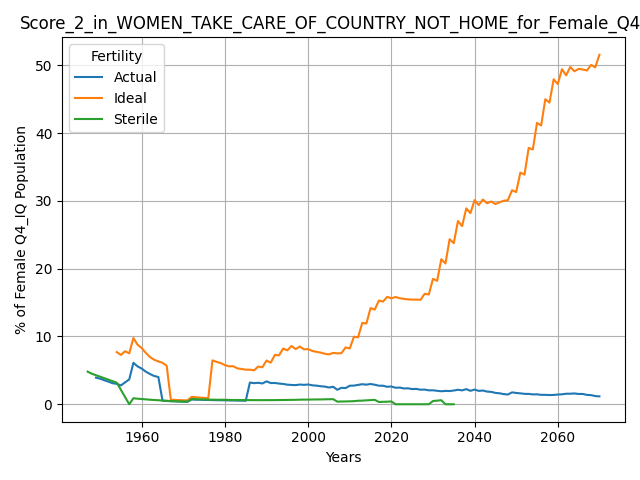 Score_2_in_WOMEN_TAKE_CARE_OF_COUNTRY_NOT_HOME_for_Female_Q4
Fertility
Actual
Ideal
Sterile
% of Female Q4_IQ Population
50
40
30
20
10
0
1960 1980 2000 2020 2040 2060
Years